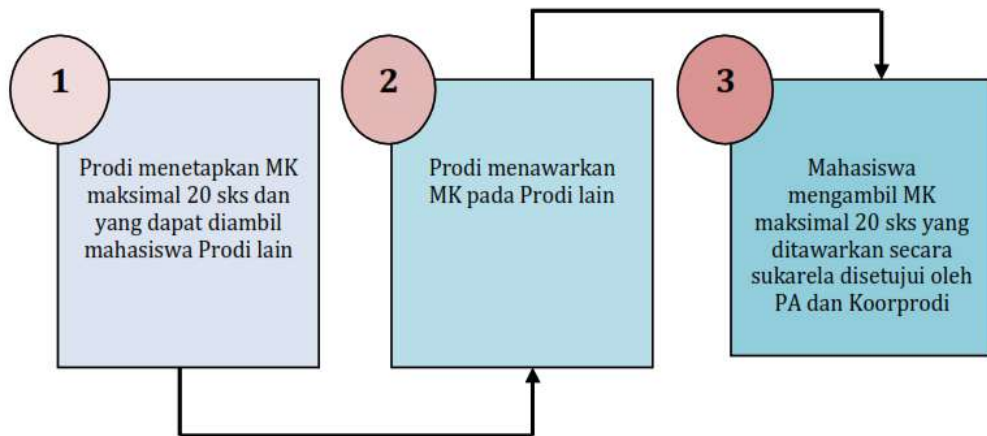 1
Prodi menetapkan MK
maksimal 20 sks dan
yang dapat diambil
mahasiswa Prodi lain
2
Prodi menawarkan
MK pada Prodi lain
3
Mahasiswa
mengambil MK
maksimal 20 sks yang
ditawarkan secara
sukarela disetujui oleh
PA dan Koorprodi